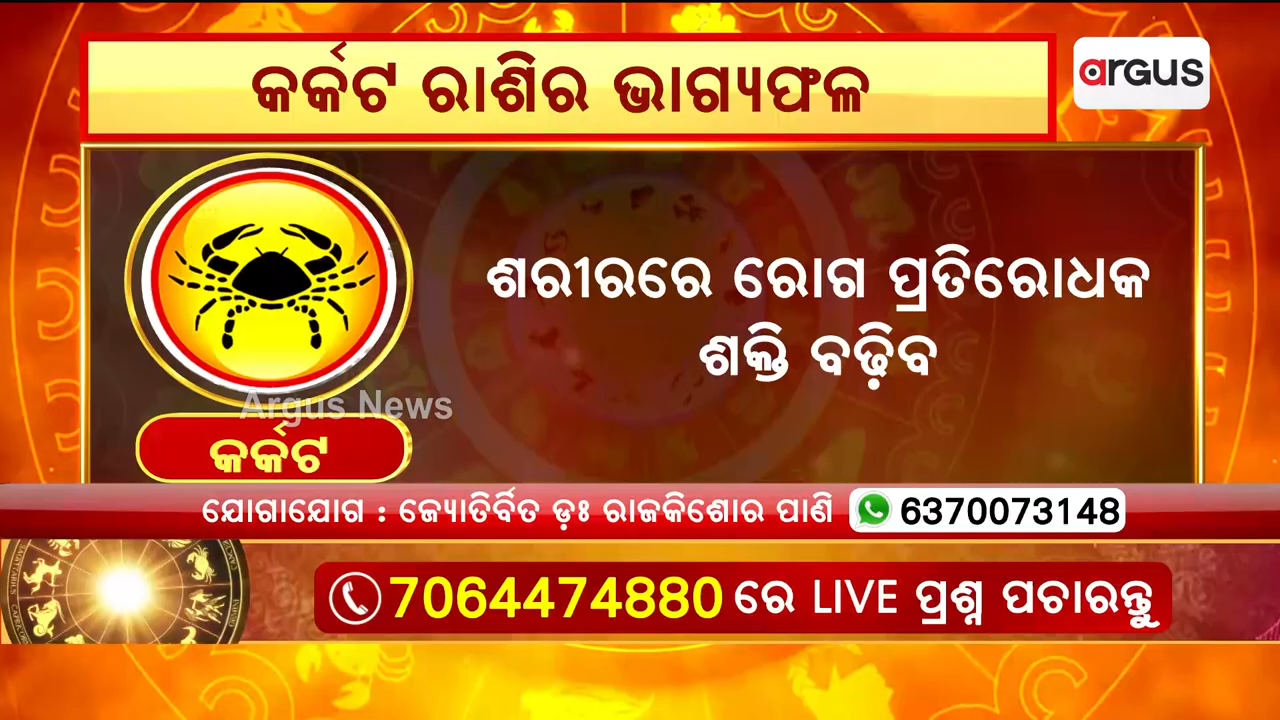 କର୍କଟ ରାଶିର ଭାଗ୍ୟଫଳ
argus
ଶରୀରରେ ରୋଗ ପ୍ରତିରୋଧକ
ଶକ୍ତି ବଢ଼ିବ
Argus News
କର୍କଟ
ଯୋଗାଯୋଗ : ଜ୍ୟୋତିର୍ବିତ ଡ଼ଃ ରାଜକିଶୋର ପାଣି 6370073148
7064474880 ରେ LIVE ପ୍ରଶ୍ନ ପଚାରନ୍ତୁ